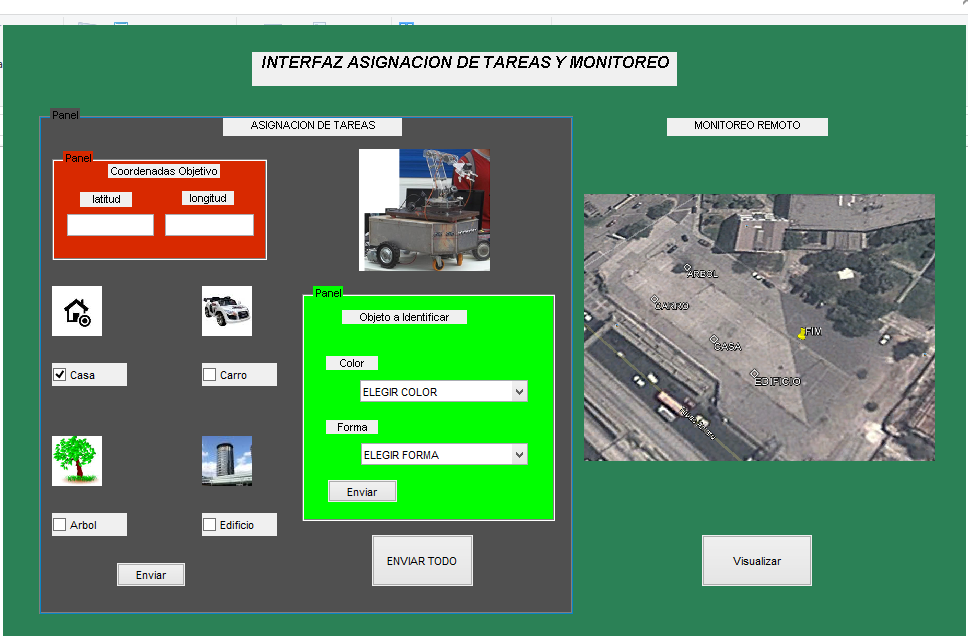 INTERFAZ ASIGNACION DE TAREAS Y MONITOREO
Panel
ASIGNACION DE TAREAS
MONITOREO REMOTO
Panel
Coordenadas Objetivo
latitud
longitud
Casa
Carro
Arbol
Edificio
Enviar
Panel
Objeto a Identificar
Color
ELEGIR COLOR
Forma
ELEGIR FORMA
Enviar
ENVIAR TODO
ARBOL
CARRO
FIM
CASA
EDIFICIO
Visualizar